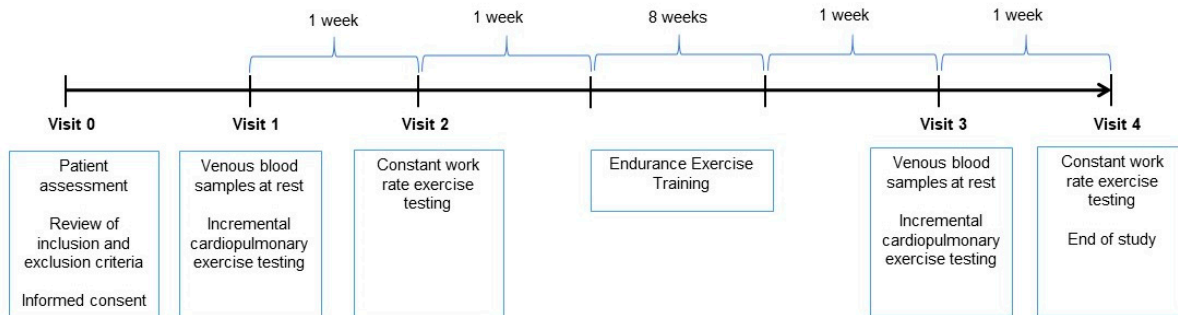 1 week
1 week
8 weeks
1 week
1 week
Visit 0
Visit 1
Visit 2
Visit 3
Visit 4
Patient
assessment
Review of
inclusion and
exclusion criteria
Informed consent
Venous blood
samples at rest
Incremental
cardiopulmonary
exercise testing
Constant work
rate exercise
testing
Endurance Exercise
Training
Venous blood
samples at rest
Incremental
cardiopulmonary
exercise testing
Constant work
rate exercise
testing
End of study